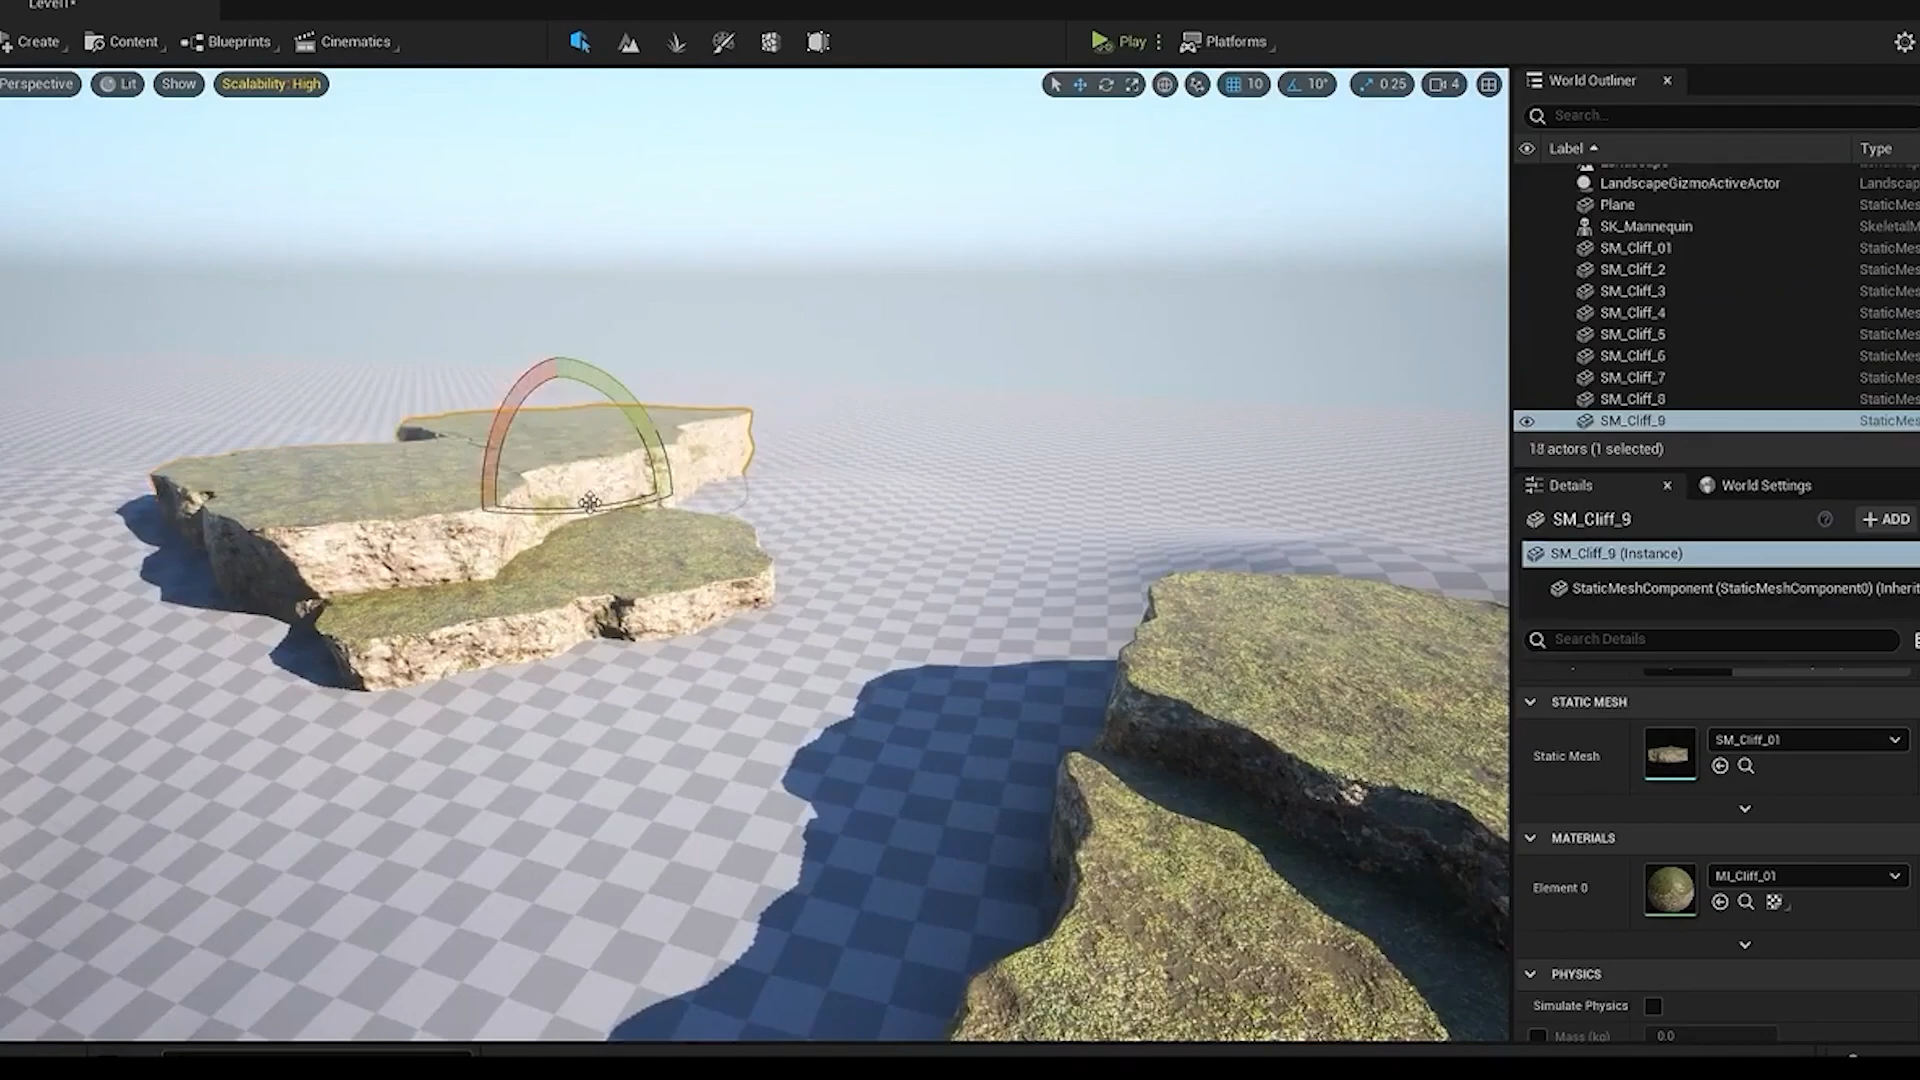 Level1*
Create
Content
Blueprints
Cinematics
Play
Platforms
Perspective
Lit
Show
Scalability: High
10
10°
0.25
4
World Outliner
Search...
Label
Type
LandscapeGizmoActiveActor Landscap
Plane StaticMes
SK_Mannequin SkeletalM
SM_Cliff_01 StaticMes
SM_Cliff_2 StaticMes
SM_Cliff_3 StaticMes
SM_Cliff_4 StaticMes
SM_Cliff_5 StaticMes
SM_Cliff_6 StaticMes
SM_Cliff_7 StaticMes
SM_Cliff_8 StaticMes
SM_Cliff_9 StaticMes
18 actors (1 selected)
Details
World Settings
SM_Cliff_9
+ ADD
SM_Cliff_9 (Instance)
StaticMeshComponent (StaticMeshComponent0) (Inherit
Search Details
STATIC MESH
Static Mesh
SM_Cliff_01
MATERIALS
Element 0
MI_Cliff_01
PHYSICS
Simulate Physics
Mass (kg)
0.0